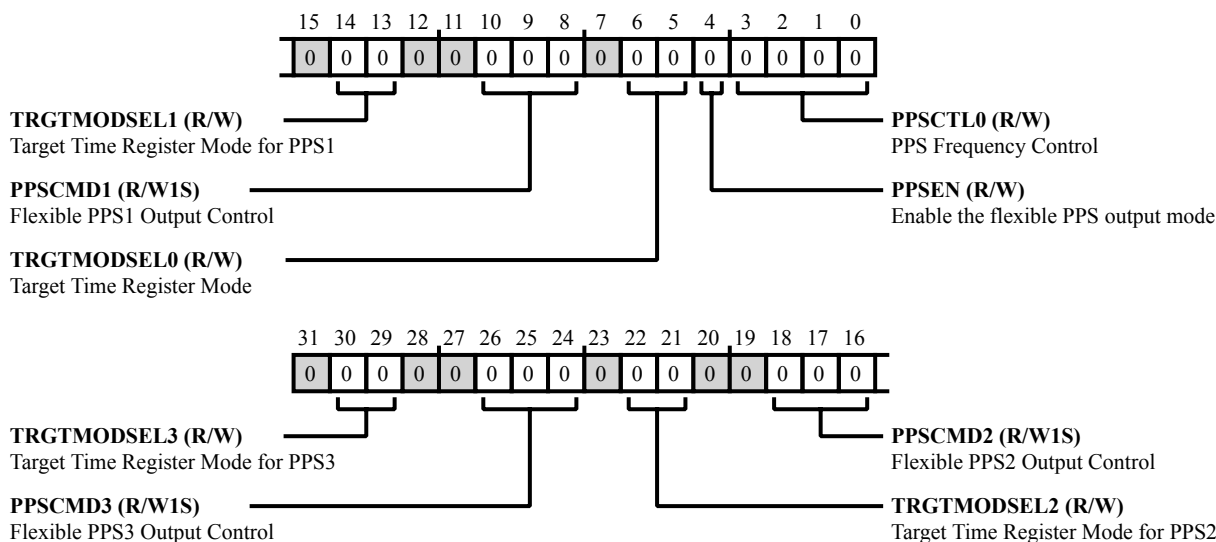 15 14 13 12 11 10 9 8 7 6 5 4 3 2 1 0
0 0 0 0 0 0 0 0 0 0 0 0 0 0 0 0
TRGTMODSEL1 (R/W)
Target Time Register Mode for PPS1
PPSCTL0 (R/W)
PPS Frequency Control
PPSCMD1 (R/W1S)
Flexible PPS1 Output Control
PPSEN (R/W)
Enable the flexible PPS output mode
TRGTMODSEL0 (R/W)
Target Time Register Mode
31 30 29 28 27 26 25 24 23 22 21 20 19 18 17 16
0 0 0 0 0 0 0 0 0 0 0 0 0 0 0 0
TRGTMODSEL3 (R/W)
Target Time Register Mode for PPS3
PPSCMD2 (R/W1S)
Flexible PPS2 Output Control
PPSCMD3 (R/W1S)
Flexible PPS3 Output Control
TRGTMODSEL2 (R/W)
Target Time Register Mode for PPS2